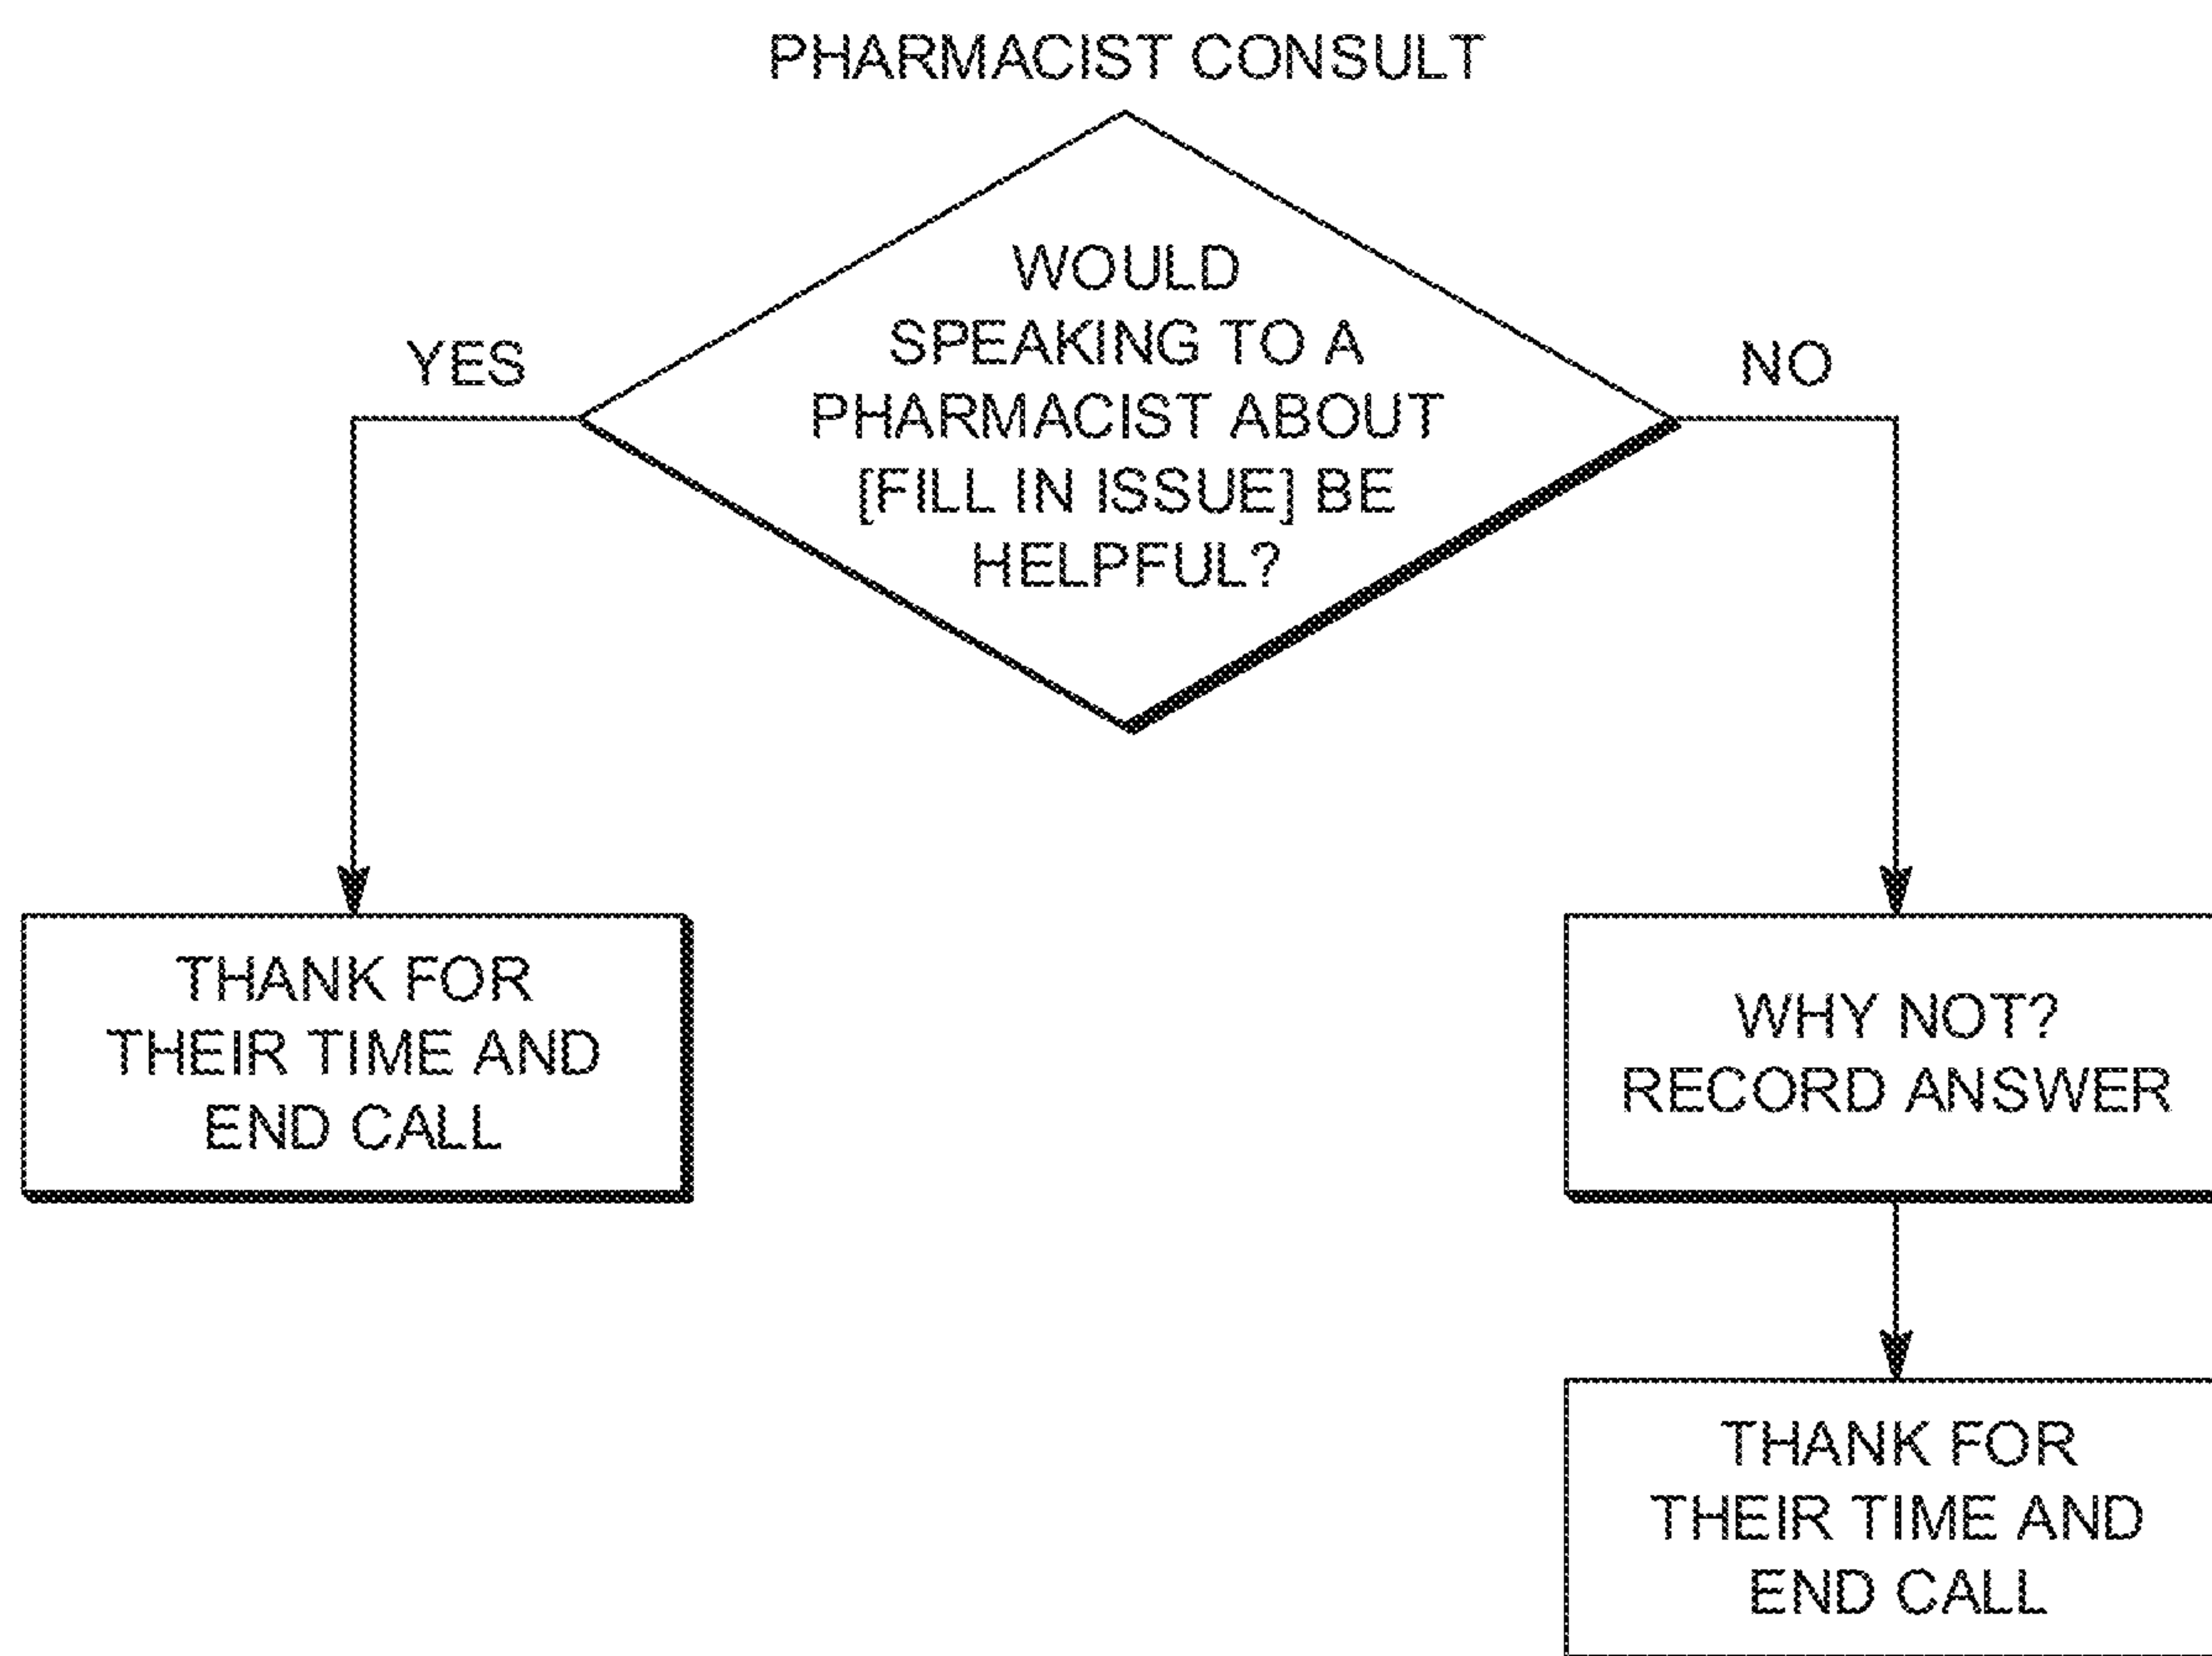 PHARMACIST CONSULT
WOULD
SPEAKING TO A
PHARMACIST ABOUT
[FILL IN ISSUE] BE
HELPFUL?
YES
NO
THANK FOR
THEIR TIME AND
END CALL
WHY NOT?
RECORD ANSWER
THANK FOR
THEIR TIME AND
END CALL